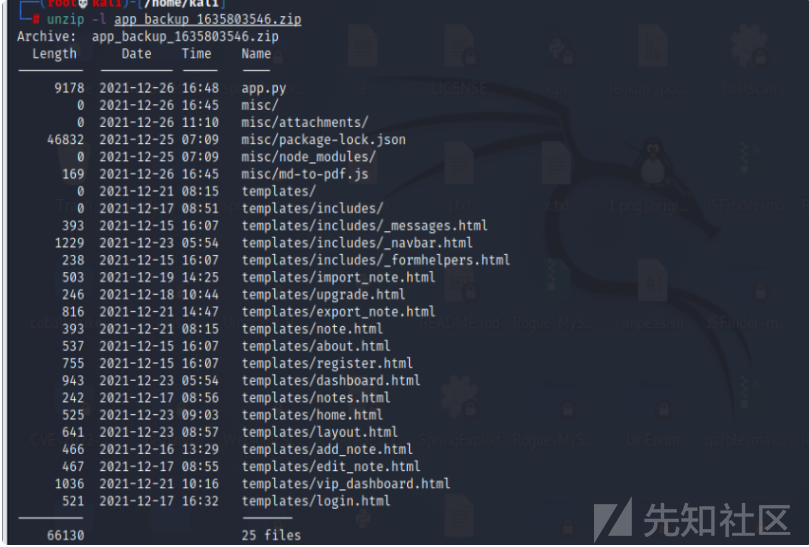 ┌──(root💀kali)-[/home/kali]
└─# unzip -l app_backup_1635803546.zip
Archive:  app_backup_1635803546.zip
  Length      Date    Time    Name
---------  ---------- -----   ----
     9178  2021-12-26 16:48   app.py
        0  2021-12-26 16:45   misc/
        0  2021-12-26 11:10   misc/attachments/
    46832  2021-12-25 07:09   misc/package-lock.json
        0  2021-12-25 07:09   misc/node_modules/
      169  2021-12-26 16:45   misc/md-to-pdf.js
        0  2021-12-21 08:15   templates/
        0  2021-12-17 08:51   templates/includes/
      393  2021-12-15 16:07   templates/includes/_messages.html
     1229  2021-12-23 05:54   templates/includes/_navbar.html
      238  2021-12-15 16:07   templates/includes/_formhelpers.html
      503  2021-12-19 14:25   templates/import_note.html
      246  2021-12-18 10:44   templates/upgrade.html
      816  2021-12-21 14:47   templates/export_note.html
      393  2021-12-21 08:15   templates/note.html
      537  2021-12-15 16:07   templates/about.html
      755  2021-12-15 16:07   templates/register.html
      943  2021-12-23 05:54   templates/dashboard.html
      242  2021-12-17 08:56   templates/notes.html
      525  2021-12-23 09:03   templates/home.html
      641  2021-12-23 08:57   templates/layout.html
      466  2021-12-16 13:29   templates/add_note.html
      467  2021-12-17 08:55   templates/edit_note.html
     1036  2021-12-21 10:16   templates/vip_dashboard.html
      521  2021-12-17 16:32   templates/login.html
---------                     -------
    66130                     25 files
先知社区